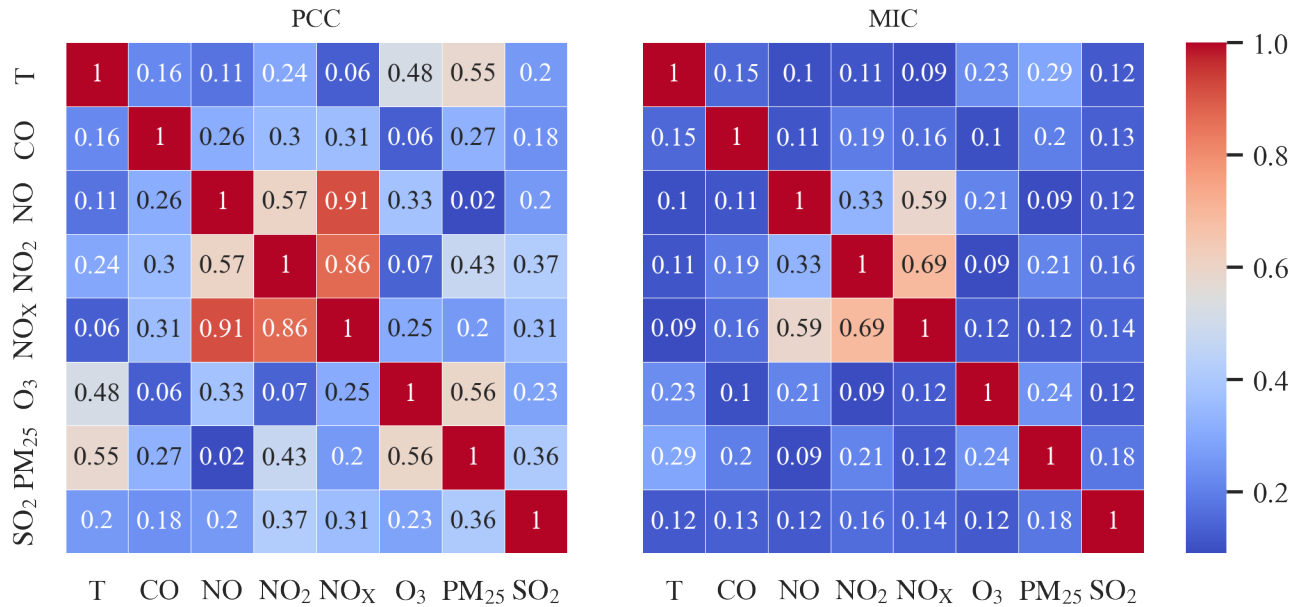 PCC MIC
T 1 0.16 0.11 0.24 0.06 0.48 0.55 0.2 1 0.15 0.1 0.11 0.09 0.23 0.29 0.12 1.0
CO 0.16 1 0.26 0.3 0.31 0.06 0.27 0.18 0.15 1 0.11 0.19 0.16 0.1 0.2 0.13 0.8
NO 0.11 0.26 1 0.57 0.91 0.33 0.02 0.2 0.1 0.11 1 0.33 0.59 0.21 0.09 0.12
NO₂ 0.24 0.3 0.57 1 0.86 0.07 0.43 0.37 0.11 0.19 0.33 1 0.69 0.09 0.21 0.16 0.6
NOₓ 0.06 0.31 0.91 0.86 1 0.25 0.2 0.31 0.09 0.16 0.59 0.69 1 0.12 0.12 0.14
O₃ 0.48 0.06 0.33 0.07 0.25 1 0.56 0.23 0.23 0.1 0.21 0.09 0.12 1 0.24 0.12 0.4
PM₂₅ 0.55 0.27 0.02 0.43 0.2 0.56 1 0.36 0.29 0.2 0.09 0.21 0.12 0.24 1 0.18
SO₂ 0.2 0.18 0.2 0.37 0.31 0.23 0.36 1 0.12 0.13 0.12 0.16 0.14 0.12 0.18 1 0.2
T CO NO NO₂ NOₓ O₃ PM₂₅ SO₂ T CO NO NO₂ NOₓ O₃ PM₂₅ SO₂